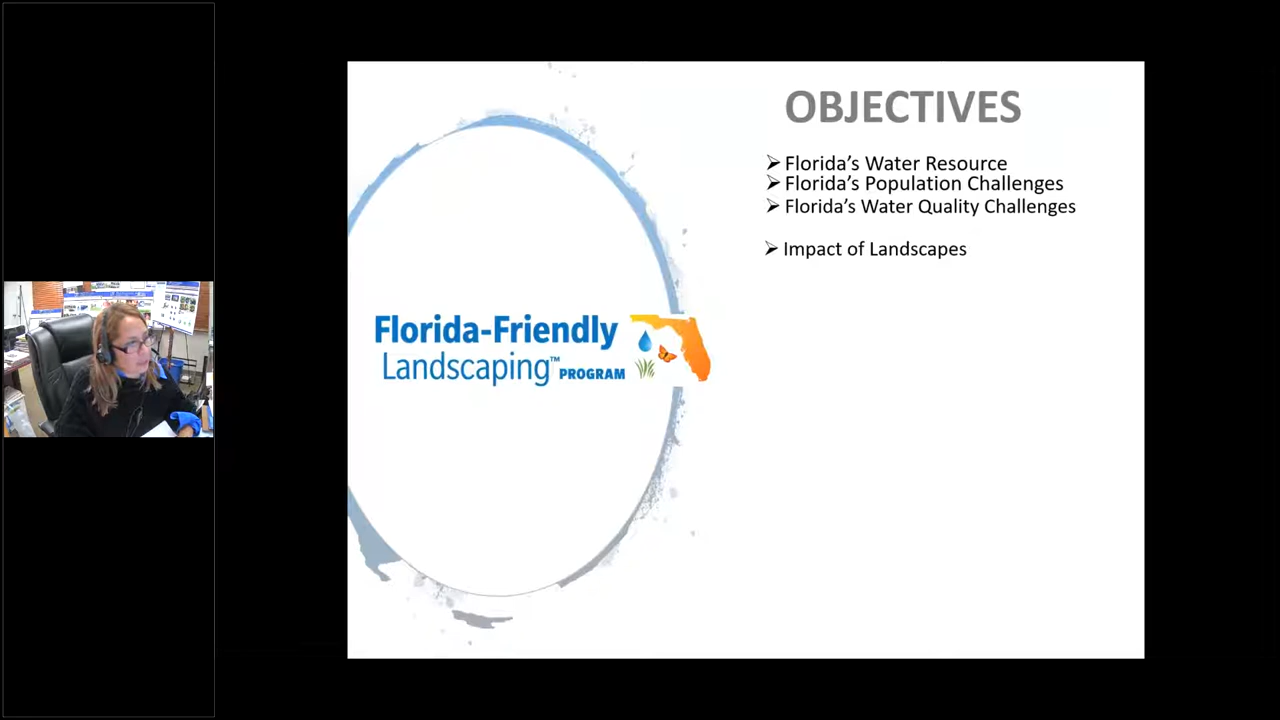 OBJECTIVES
➢ Florida's Water Resource
➢ Florida's Population Challenges
➢ Florida's Water Quality Challenges
➢ Impact of Landscapes
Florida-Friendly
Landscaping™ PROGRAM